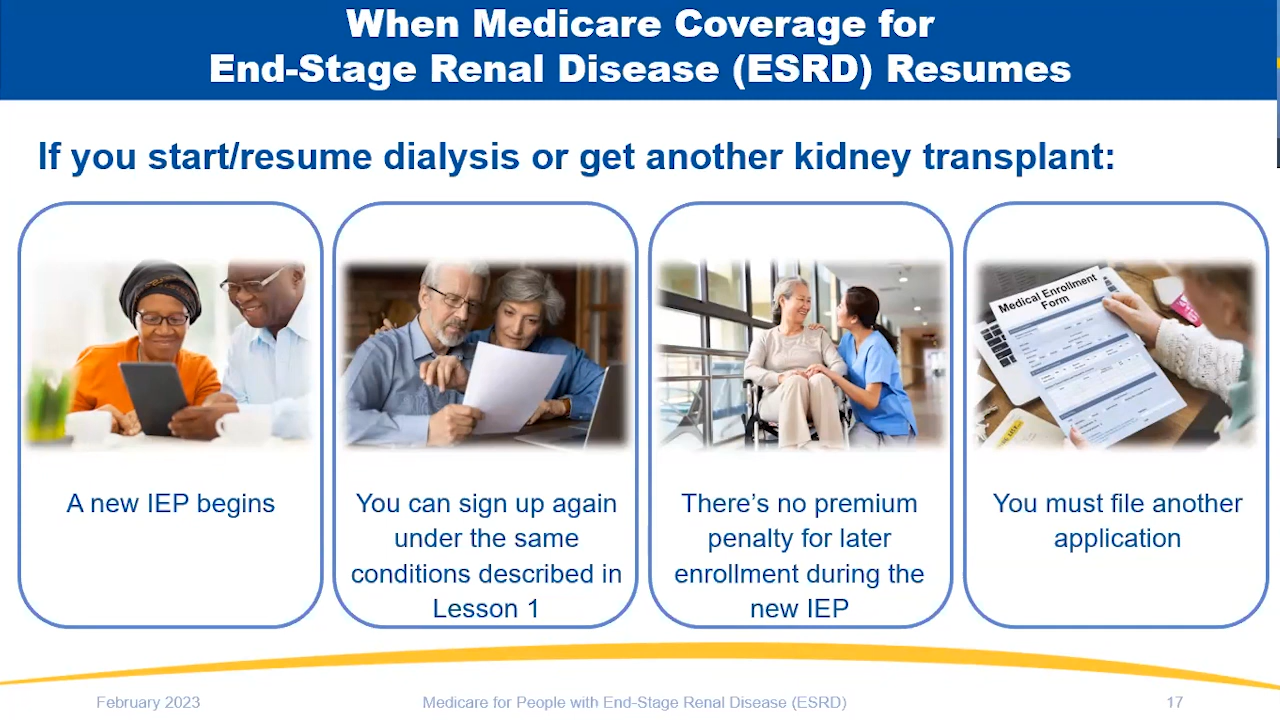 When Medicare Coverage for
End-Stage Renal Disease (ESRD) Resumes
If you start/resume dialysis or get another kidney transplant:
A new IEP begins
You can sign up again
under the same
conditions described in
Lesson 1
There's no premium
penalty for later
enrollment during the
new IEP
Medical Enrollment
Form
You must file another
application
February 2023
Medicare for People with End-Stage Renal Disease (ESRD)
17